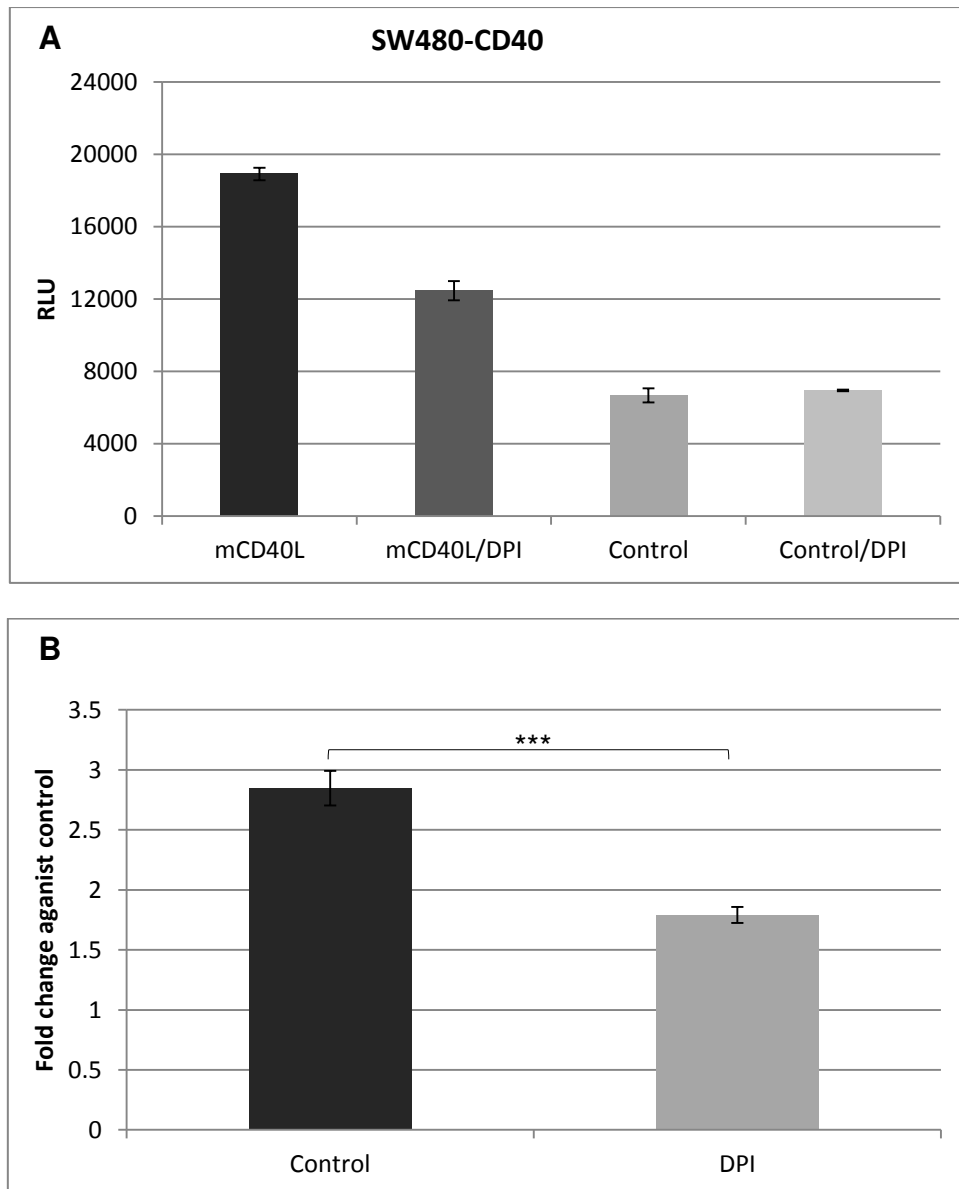 A
SW480-CD40
24000
20000
16000
12000
8000
4000
0
RLU
mCD40L mCD40L/DPI Control Control/DPI
B
3.5
3
2.5
2
1.5
1
0.5
0
Fold change aganist control
***
Control DPI